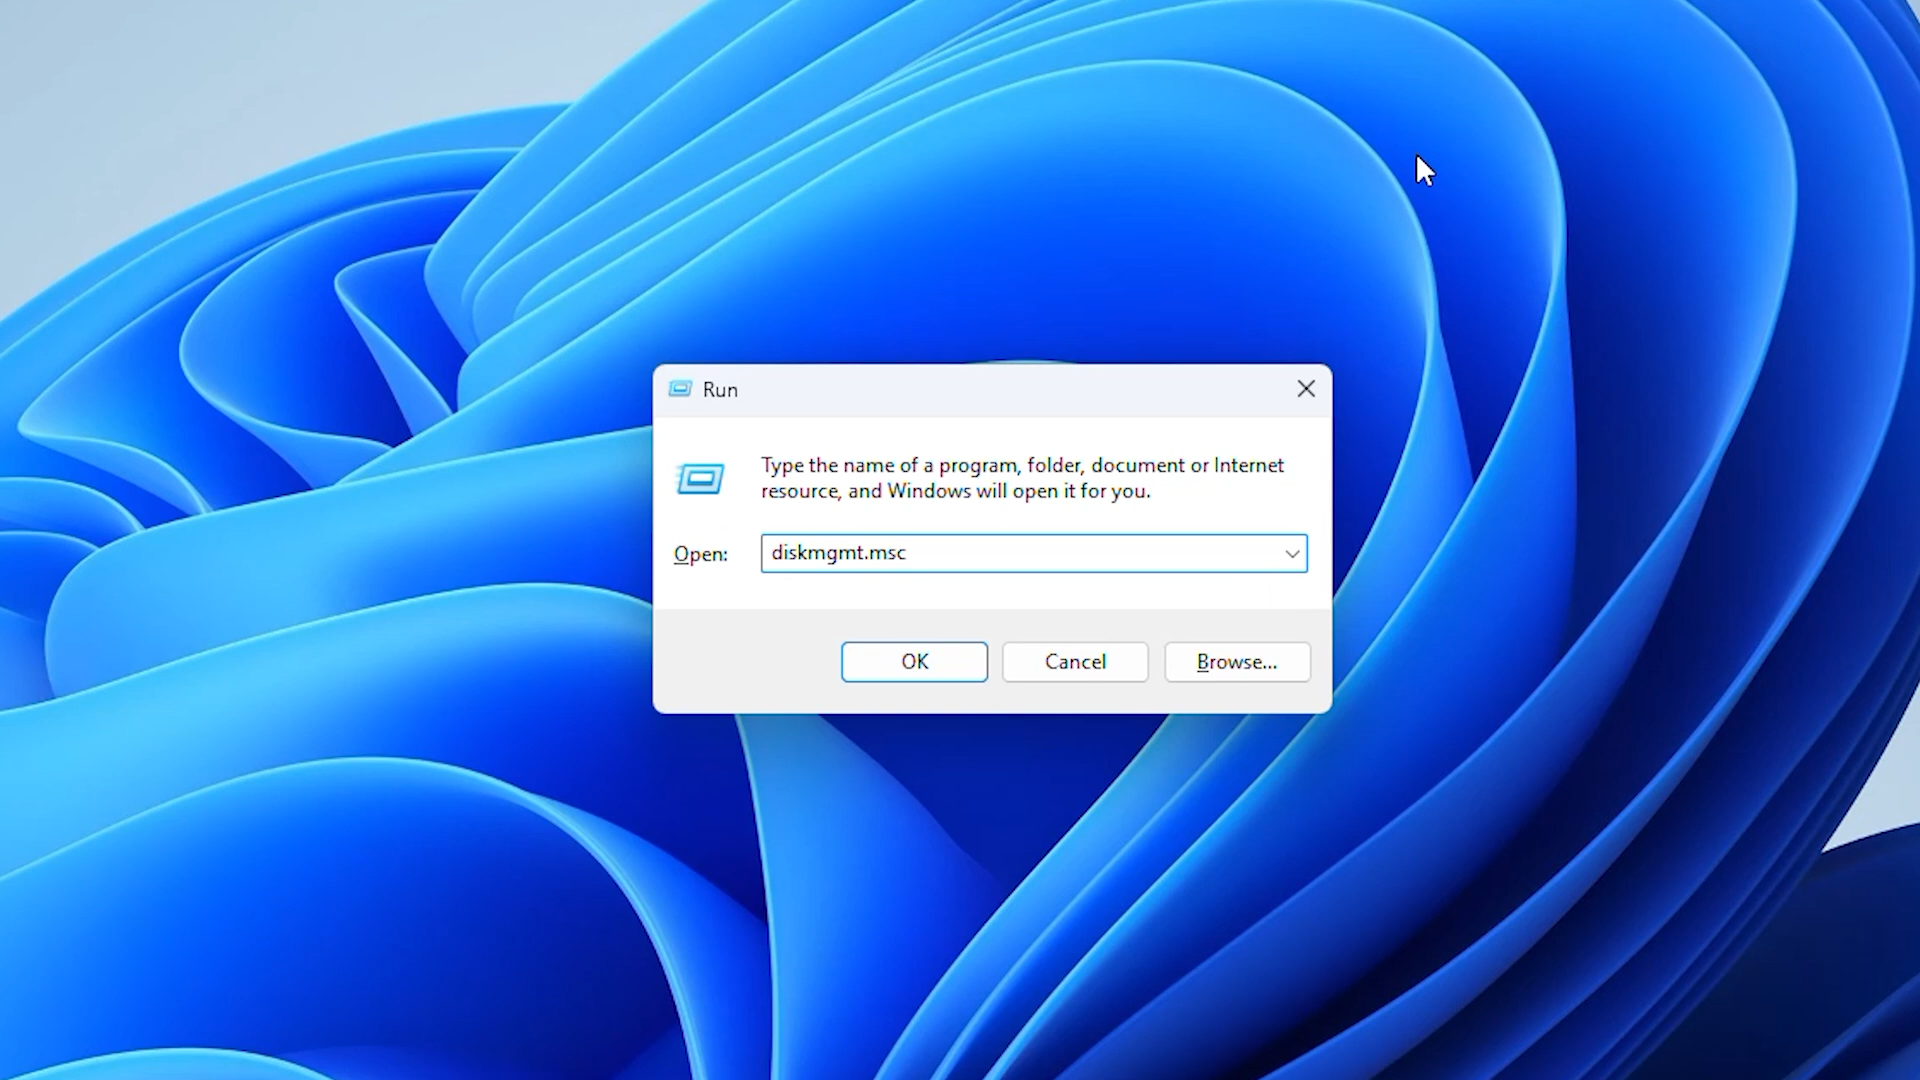 Run
Type the name of a program, folder, document or Internet
resource, and Windows will open it for you.
Open: diskmgmt.msc
OK Cancel Browse...